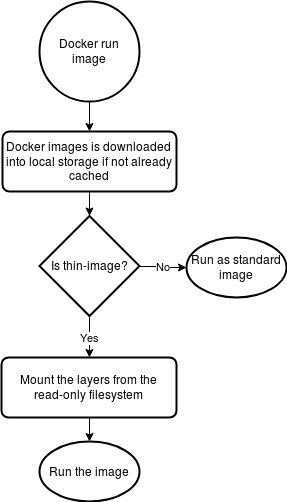 Docker run
image
Docker images is downloaded
into local storage if not already
cached
Is thin-image?
No
Run as standard
image
Yes
Mount the layers from the
read-only filesystem
Run the image